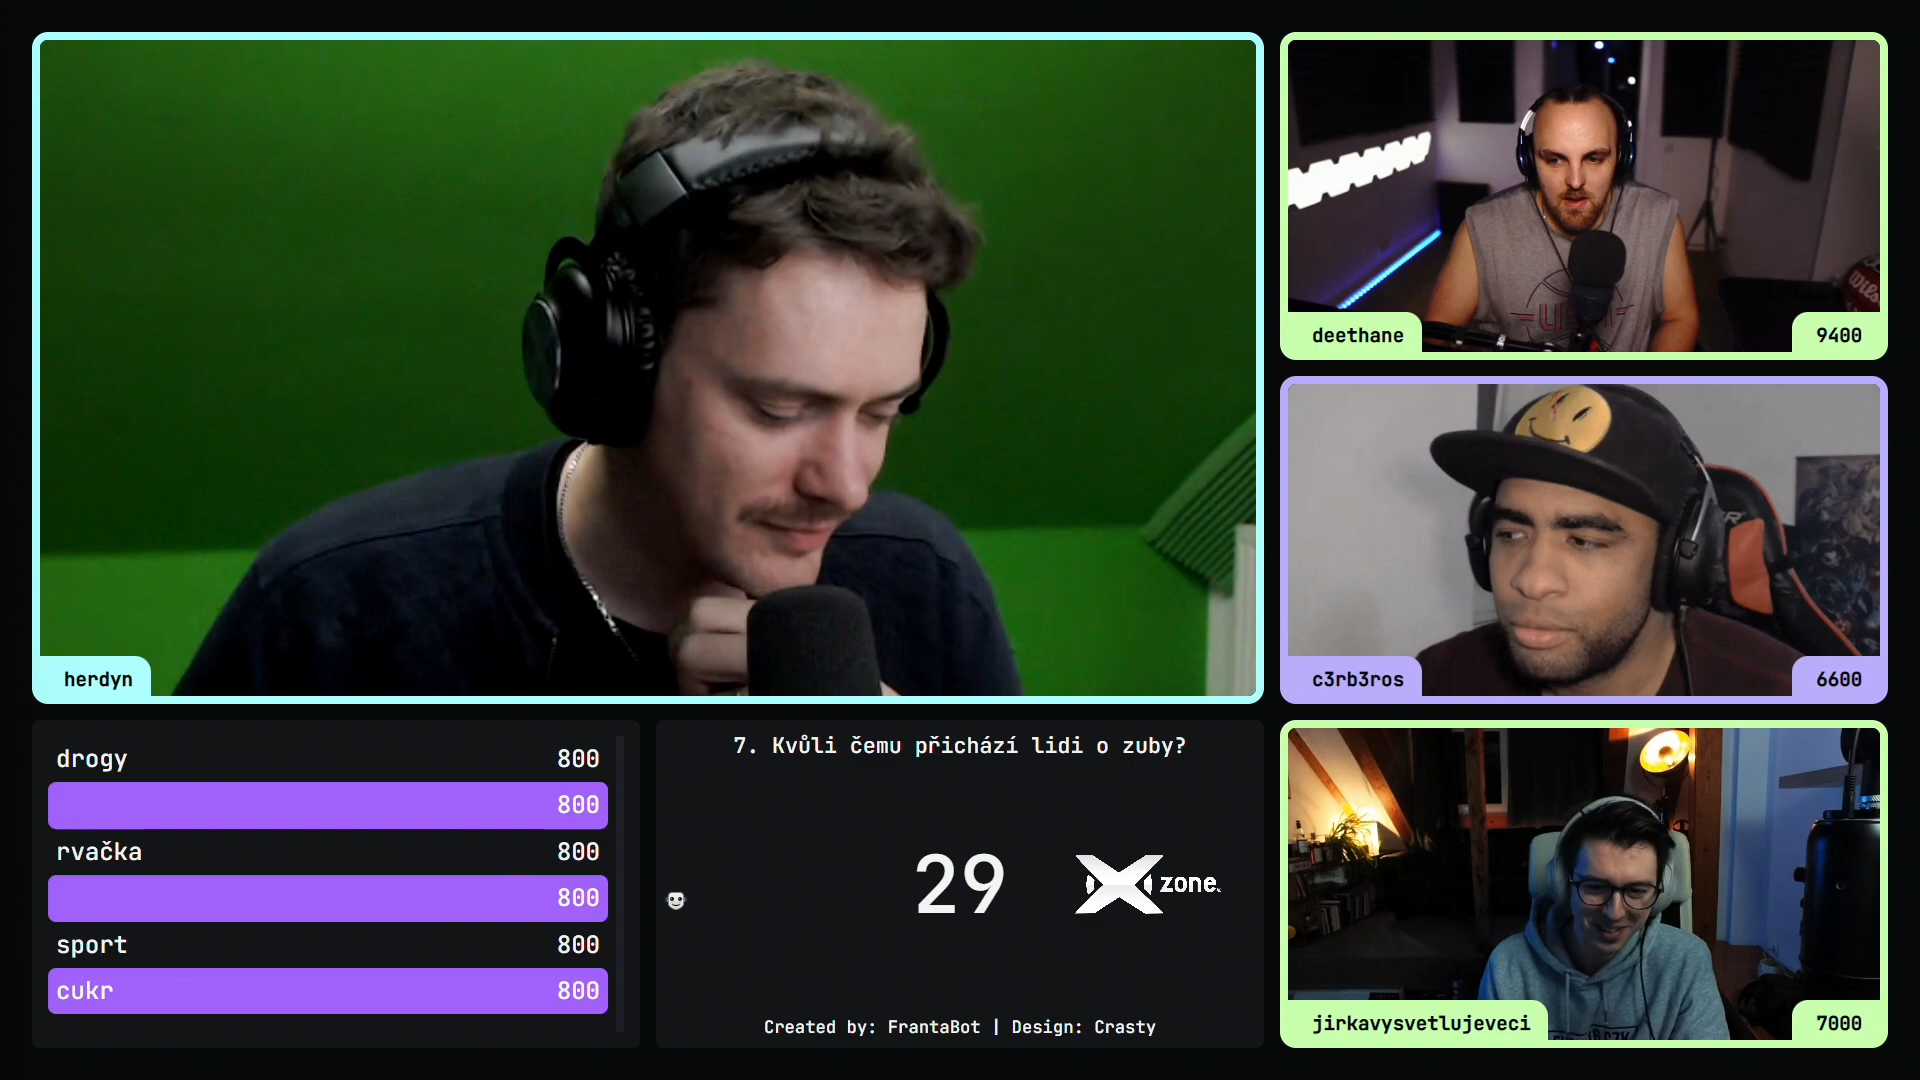 herdyn
deethane
9400
c3rb3ros
6600
drogy 800
800
rvačka 800
800
sport 800
cukr 800
7. Kvůli čemu přichází lidi o zuby?
29
zone.
Created by: FrantaBot | Design: Crasty
jirkavysvetlujeveci
7000